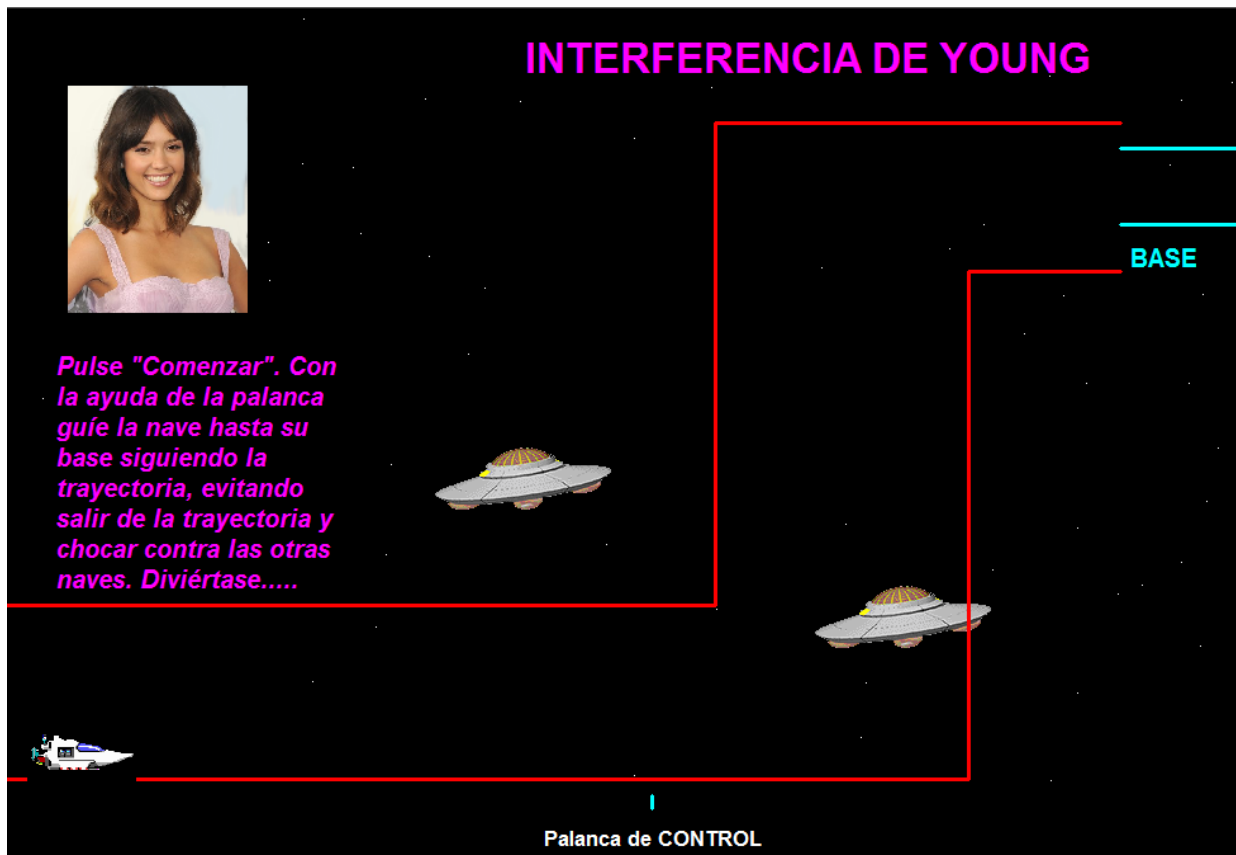 INTERFERENCIA DE YOUNG
BASE
Pulse "Comenzar". Con
la ayuda de la palanca
guíe la nave hasta su
base siguiendo la
trayectoria, evitando
salir de la trayectoria y
chocar contra las otras
naves. Diviértase.....
Palanca de CONTROL